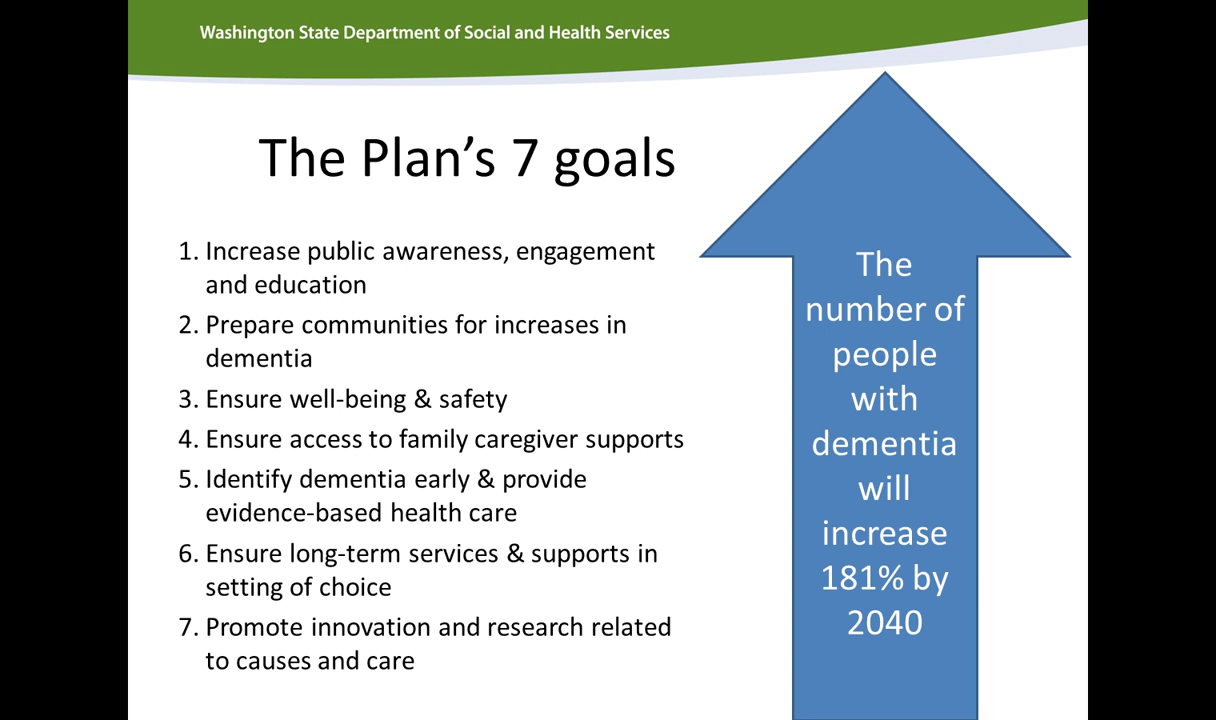 Washington State Department of Social and Health Services
The Plan's 7 goals
1. Increase public awareness, engagement
and education
2. Prepare communities for increases in
dementia
3. Ensure well-being & safety
4. Ensure access to family caregiver supports
5. Identify dementia early & provide
evidence-based health care
6. Ensure long-term services & supports in
setting of choice
7. Promote innovation and research related
to causes and care
The
number of
people
with
dementia
will
increase
181% by
2040